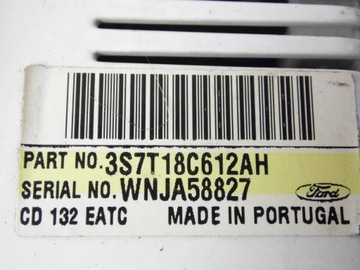 PART NO. 3S7T18C612AH
SERIAL NO. WNJA58827
Ford
CD 132 EATC MADE IN PORTUGAL